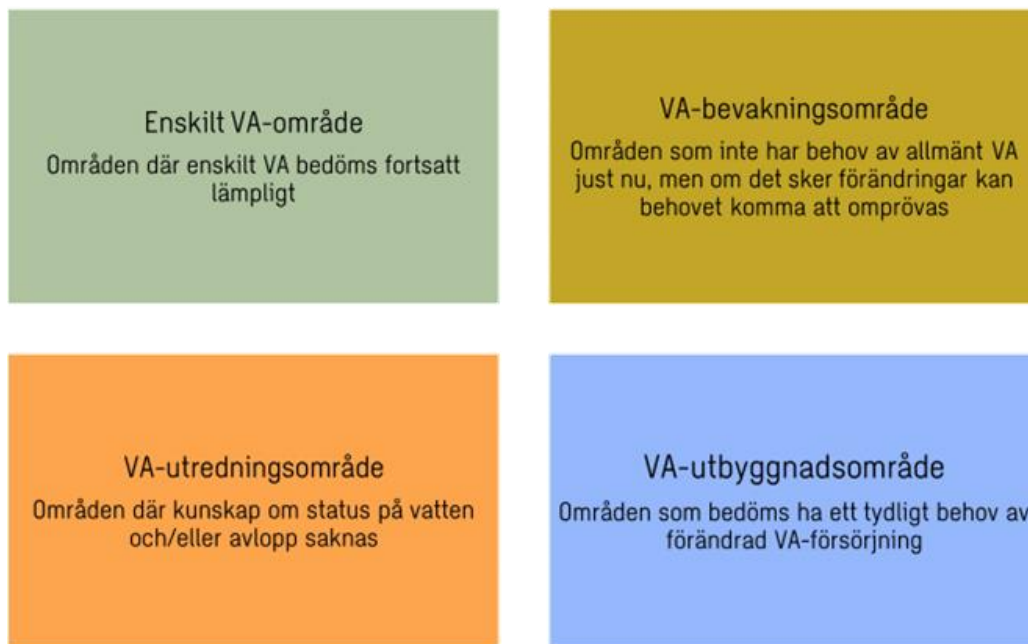 Enskilt VA-område
Områden där enskilt VA bedöms fortsatt
lämpligt
VA-bevakningsområde
Områden som inte har behov av allmänt VA
just nu, men om det sker förändringar kan
behovet komma att omprövas
VA-utredningsområde
Områden där kunskap om status på vatten
och/eller avlopp saknas
VA-utbyggnadsområde
Områden som bedöms ha ett tydligt behov av
förändrad VA-försörjning